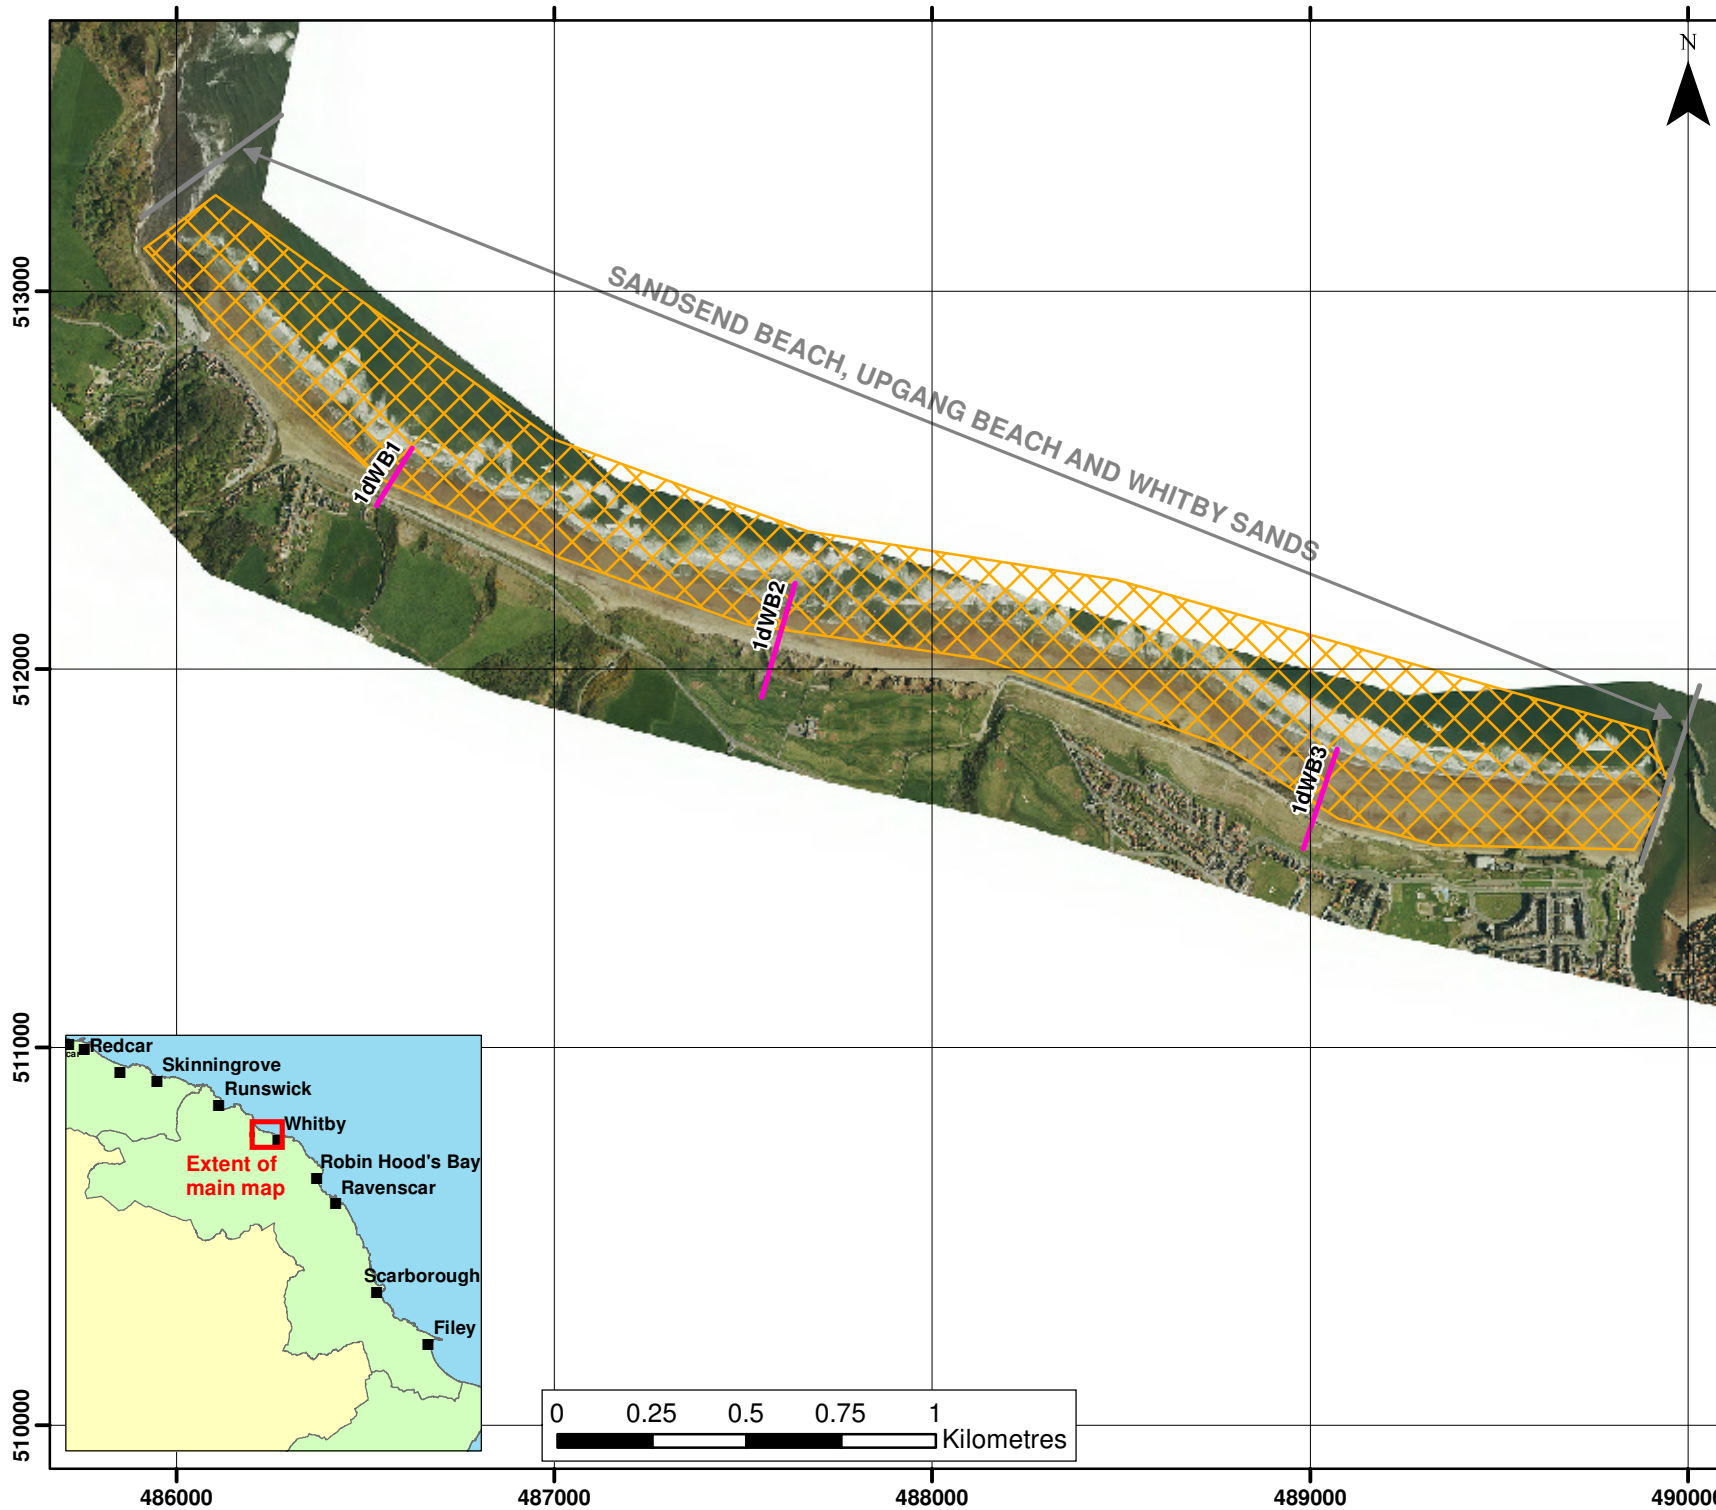 N
513000
512000
511000
510000
SANDSEND BEACH, UPGANG BEACH AND WHITBY SANDS
1dWB1
1dWB2
1dWB3
Redcar
car
Skinningrove
Runswick
Whitby
Extent of
main map
Robin Hood's Bay
Ravenscar
Scarborough
Filey
0 0.25 0.5 0.75 1
Kilometres
486000 487000 488000 489000 490000